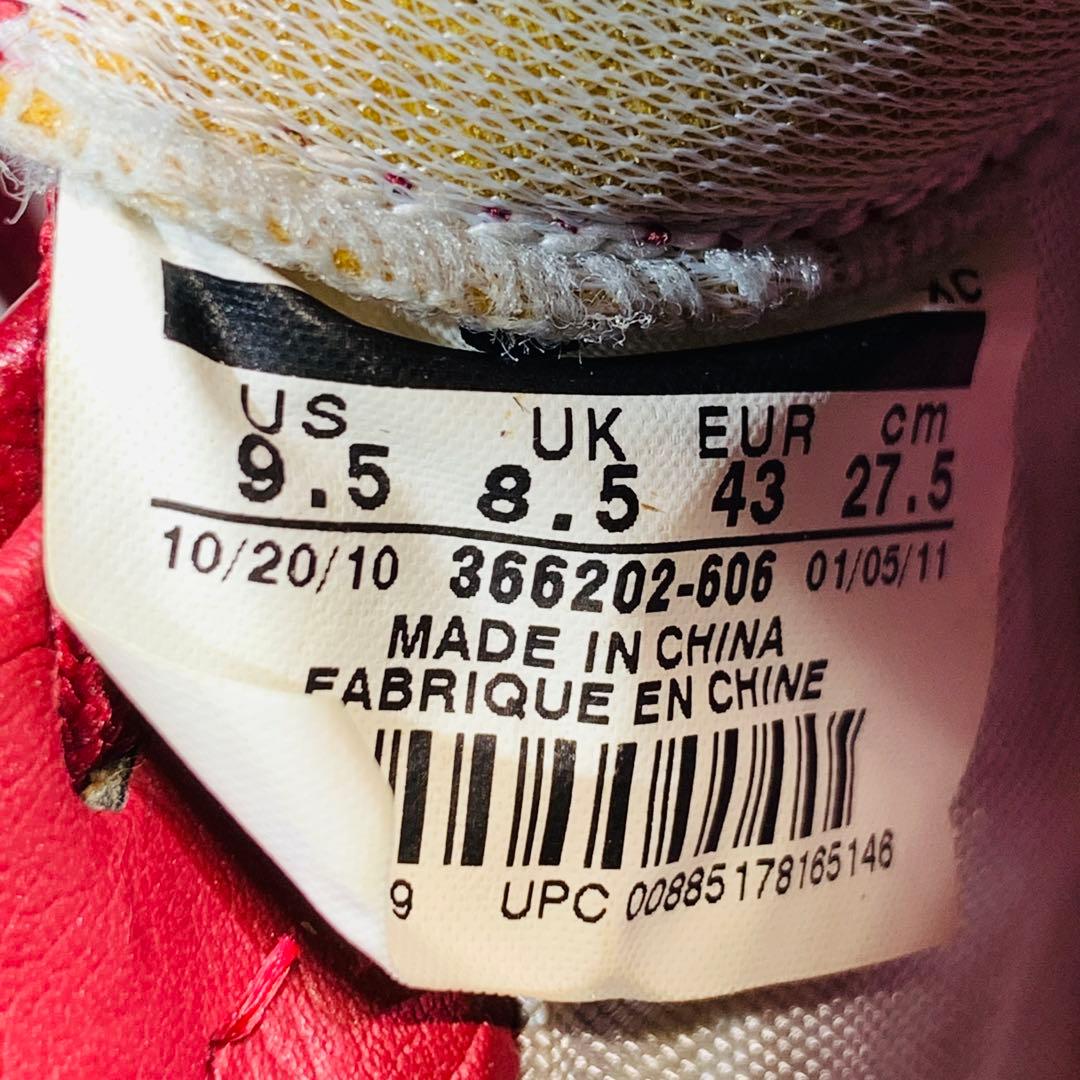 US UK EUR cm
9.5 8.5 43 27.5
10/20/10 366202-606 01/05/11
MADE IN CHINA
FABRIQUE EN CHINE
9 UPC 00885178165146